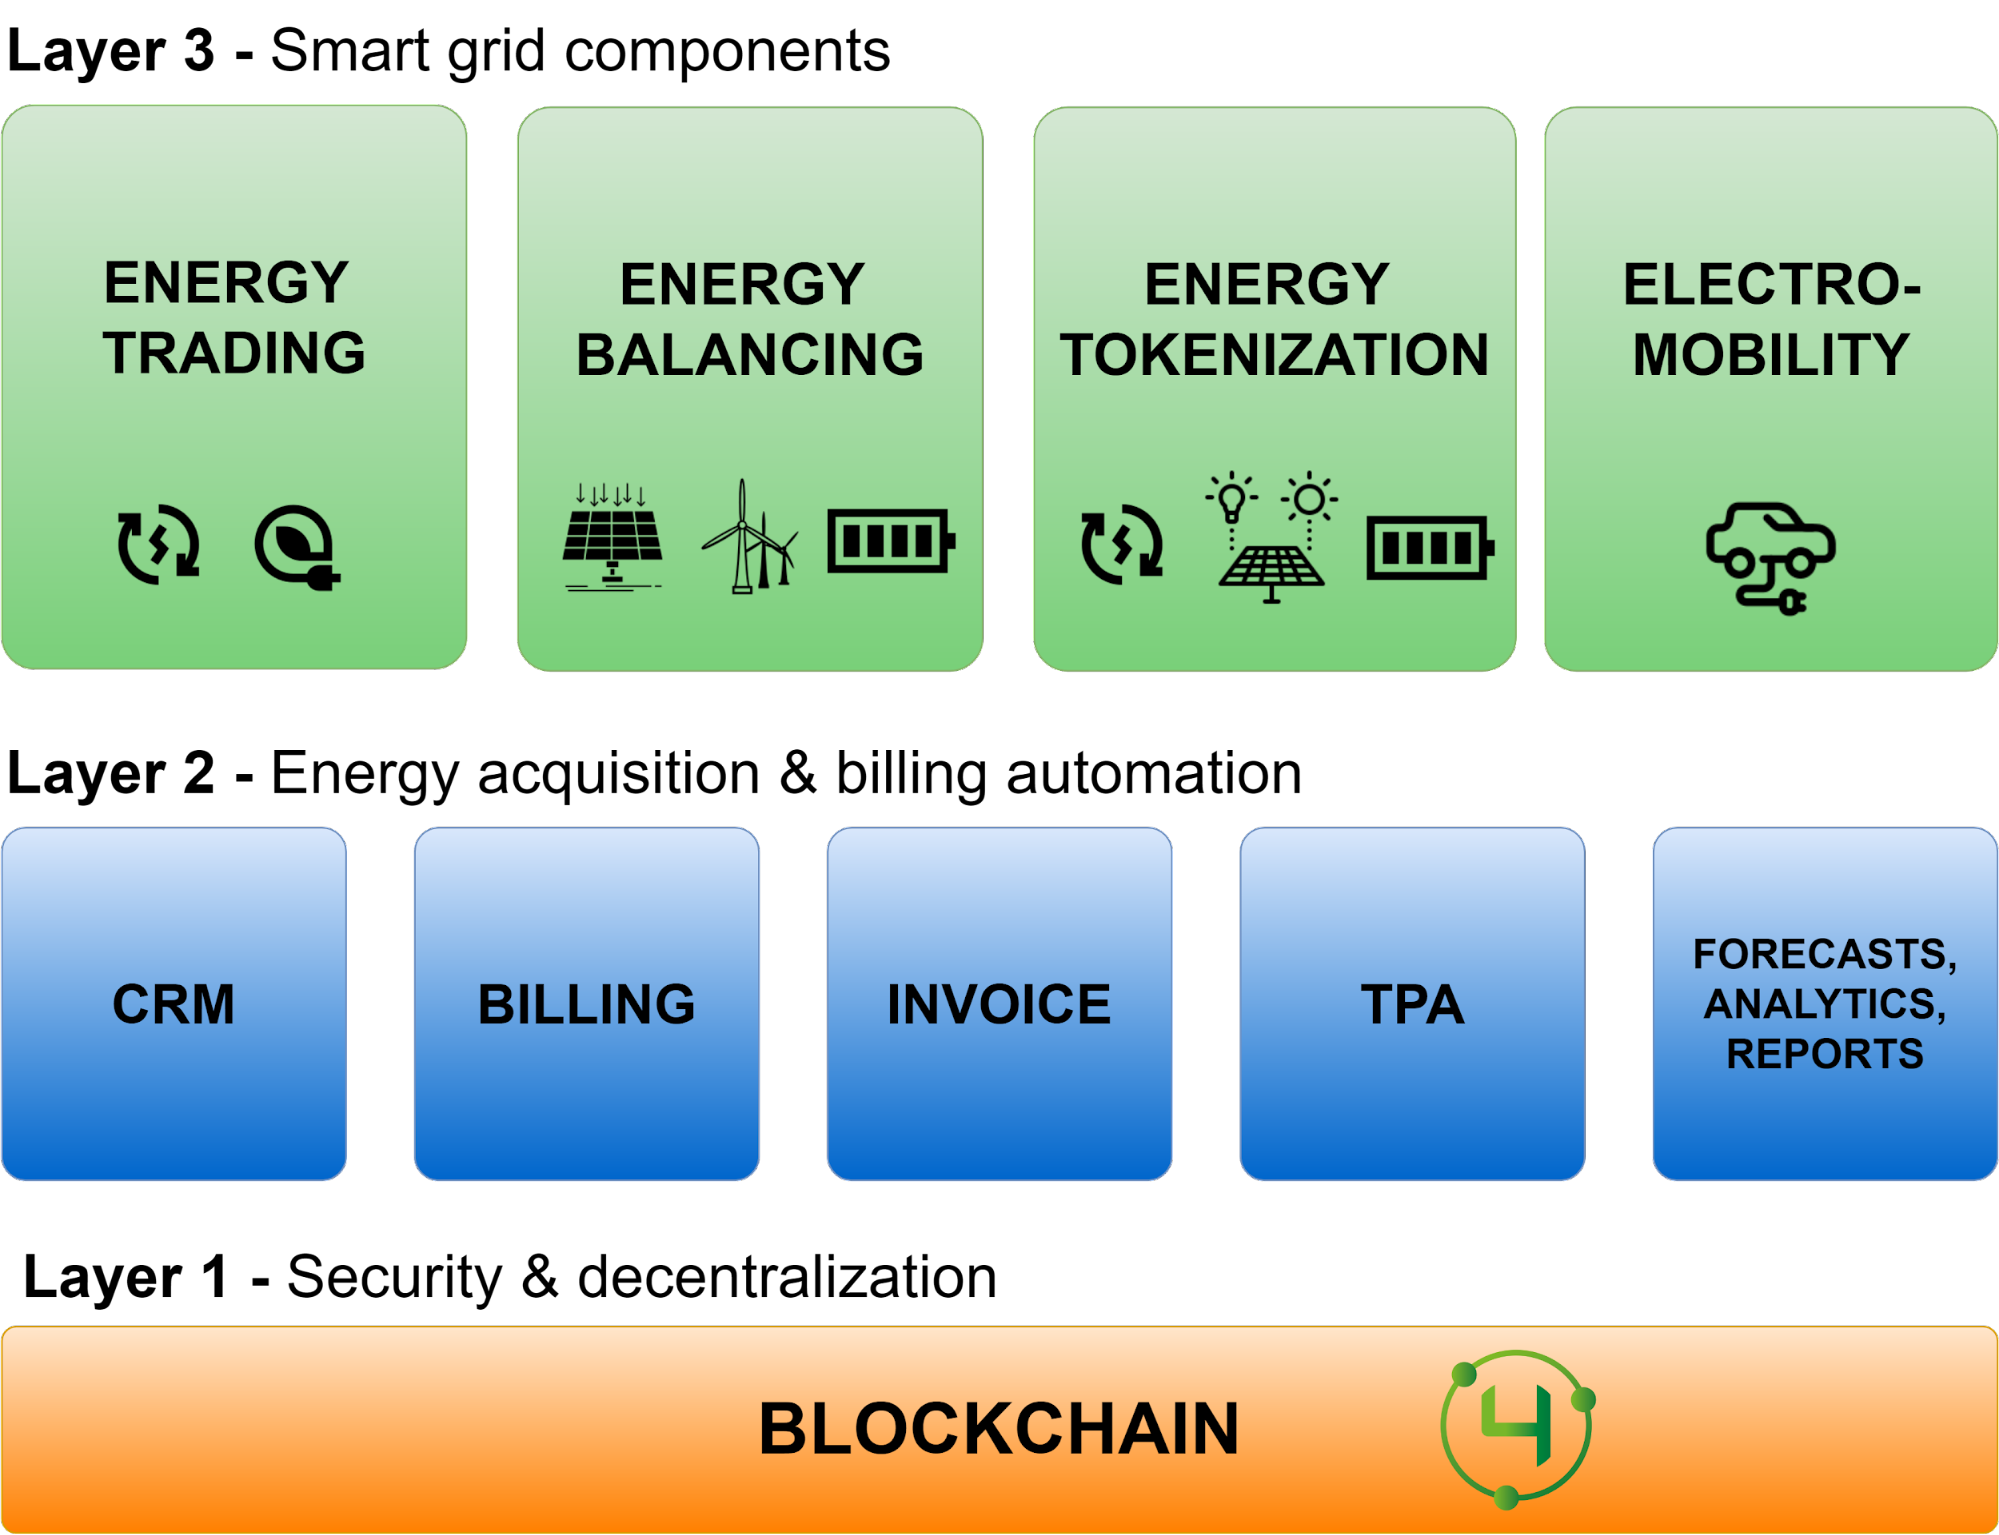 Layer 3 - Smart grid components
ENERGY
TRADING
ENERGY
BALANCING
ENERGY
TOKENIZATION
ELECTRO-
MOBILITY
Layer 2 - Energy acquisition & billing automation
CRM
BILLING
INVOICE
TPA
FORECASTS,
ANALYTICS,
REPORTS
Layer 1 - Security & decentralization
BLOCKCHAIN
4